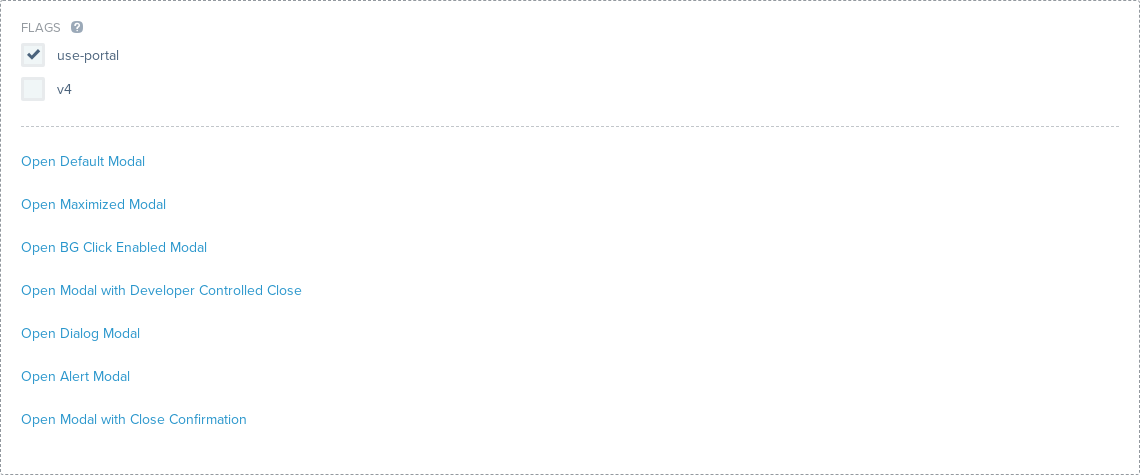 FLAGS ?
use-portal
v4
Open Default Modal
Open Maximized Modal
Open BG Click Enabled Modal
Open Modal with Developer Controlled Close
Open Dialog Modal
Open Alert Modal
Open Modal with Close Confirmation